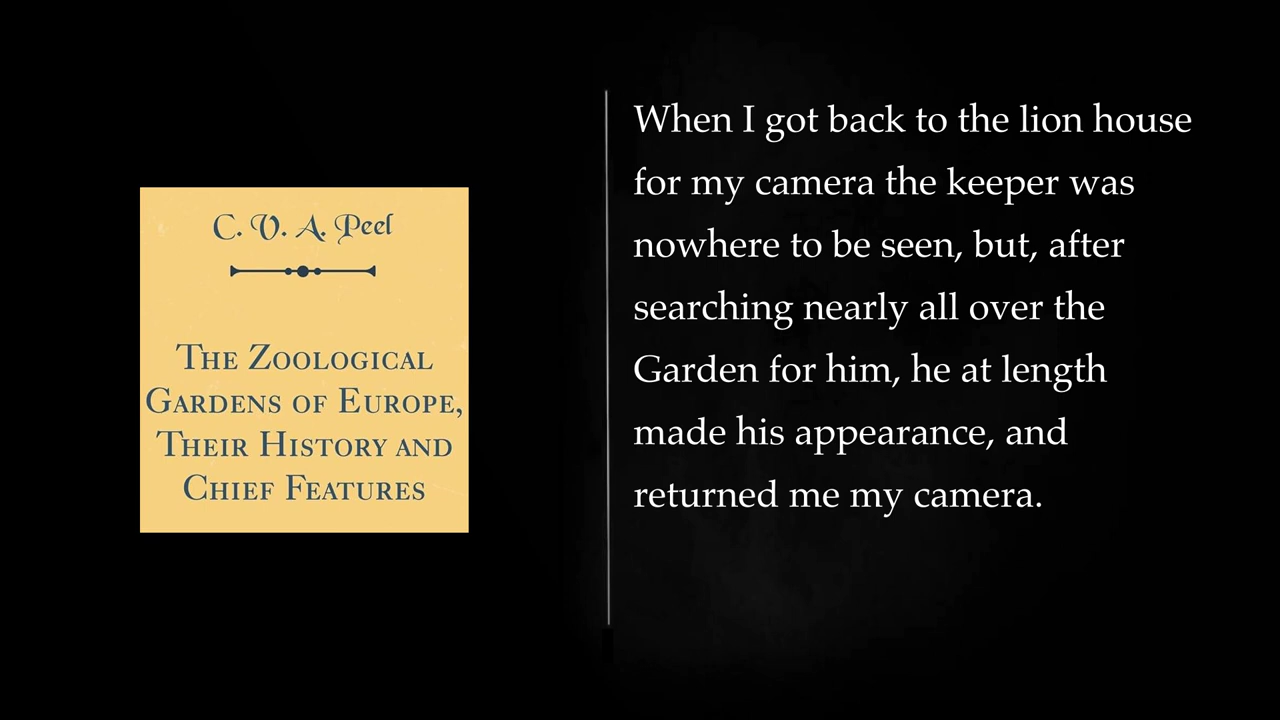 C. V. A. Peel
The Zoological
Gardens of Europe,
Their History and
Chief Features
When I got back to the lion house
for my camera the keeper was
nowhere to be seen, but, after
searching nearly all over the
Garden for him, he at length
made his appearance, and
returned me my camera.